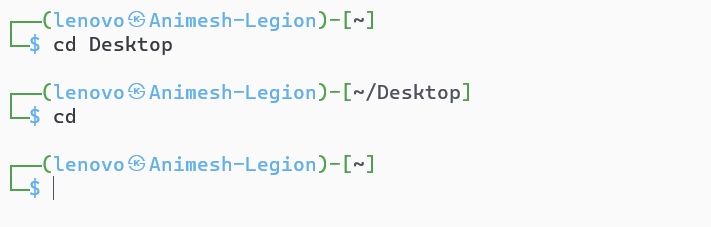 ┌──(lenovo㉿Animesh-Legion)-[~]
└─$ cd Desktop
┌──(lenovo㉿Animesh-Legion)-[~/Desktop]
└─$ cd
┌──(lenovo㉿Animesh-Legion)-[~]
└─$